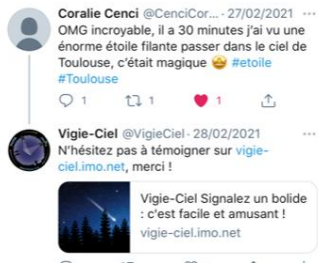 Coralie Cenci @CenciCor... · 27/02/2021 ···
OMG incroyable, il a 30 minutes j'ai vu une
énorme étoile filante passer dans le ciel de
Toulouse, c'était magique 🤩 #etoile
#Toulouse
1 1 1
Vigie-Ciel @VigieCiel · 28/02/2021 ···
N'hésitez pas à témoigner sur vigie-
ciel.imo.net, merci !
Vigie-Ciel Signalez un bolide
: c'est facile et amusant !
vigie-ciel.imo.net